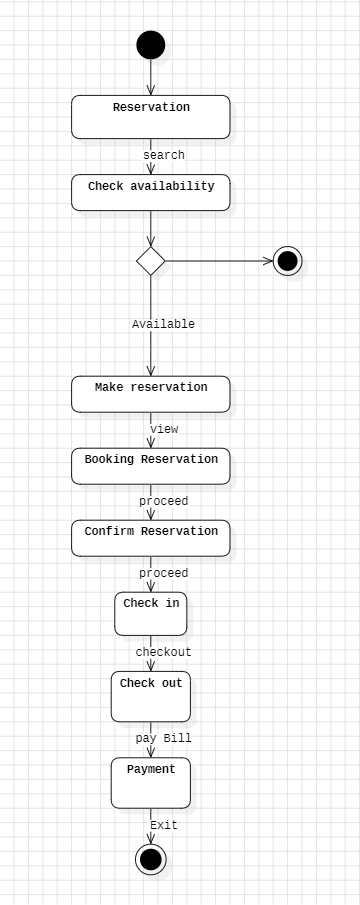 Reservation
search
Check availability
Available
Make reservation
view
Booking Reservation
proceed
Confirm Reservation
proceed
Check in
checkout
Check out
pay Bill
Payment
Exit